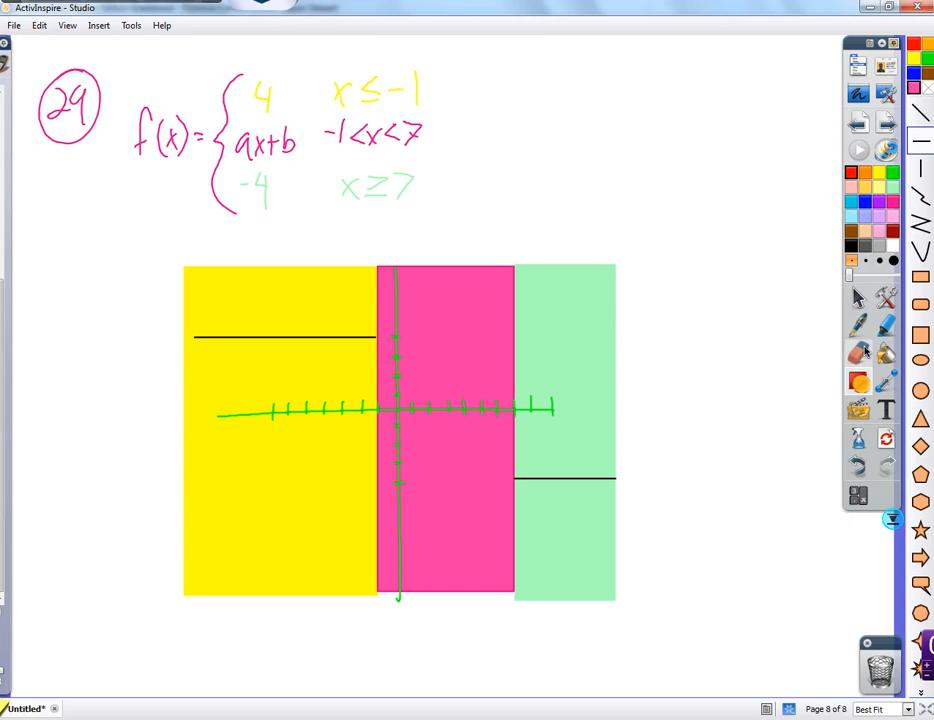 ActivInspire - Studio
File Edit View Insert Tools Help
29
4 x ≤ -1
f(x)= { ax+b -1<x<7
-4 x ≥ 7
T
Untitled*
Page 8 of 8 Best Fit